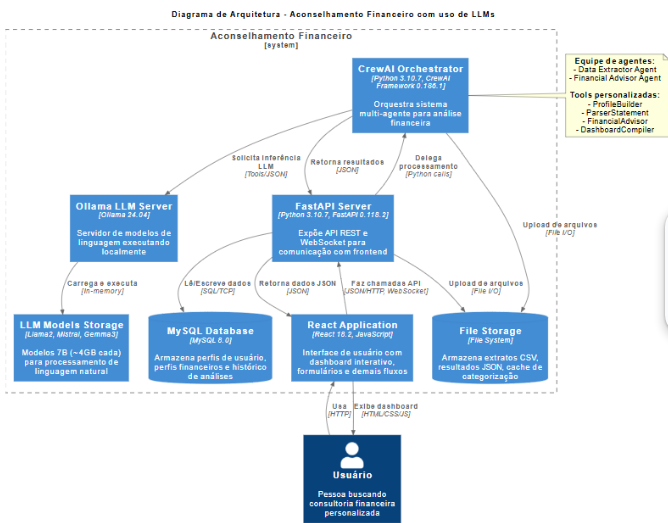 Diagrama de Arquitetura - Aconselhamento Financeiro com uso de LLMs
Aconselhamento Financeiro
[system]
CrewAI Orchestrator
[Python 3.10.7, CrewAI
Framework 0.186.1]
Orquestra sistema
multi-agente para análise
financeira
Equipe de agentes:
- Data Extractor Agent
- Financial Advisor Agent
Tools personalizadas:
- ProfileBuilder
- ParserStatement
- FinancialAdvisor
- DashboardCompiler
Solicita inferência
LLM
[Tools/JSON]
Retorna resultados
[JSON]
Delega
processamento
[Python calls]
Upload de arquivos
[File I/O]
Ollama LLM Server
[Ollama 24.04]
Servidor de modelos de
linguagem executando
localmente
FastAPI Server
[Python 3.10.7, FastAPI 0.118.2]
Expõe API REST e
WebSocket para
comunicação com frontend
Carrega e executa
[In-memory]
Lê/Escreve dados
[SQL/TCP]
Retorna dados JSON
[JSON]
Faz chamadas API
[JSON/HTTP, WebSocket]
Upload de arquivos
[File I/O]
LLM Models Storage
[Llama2, Mistral, Gemma3]
Modelos 7B (~4GB cada)
para processamento de
linguagem natural
MySQL Database
[MySQL 8.0]
Armazena perfis de usuário,
perfis financeiros e histórico
de análises
React Application
[React 18.2, JavaScript]
Interface de usuário com
dashboard interativo,
formulários e demais fluxos
File Storage
[File System]
Armazena extratos CSV,
resultados JSON, cache de
categorização
Usa
[HTTP]
Exibe dashboard
[HTML/CSS/JS]
Usuário
Pessoa buscando
consultoria financeira
personalizada